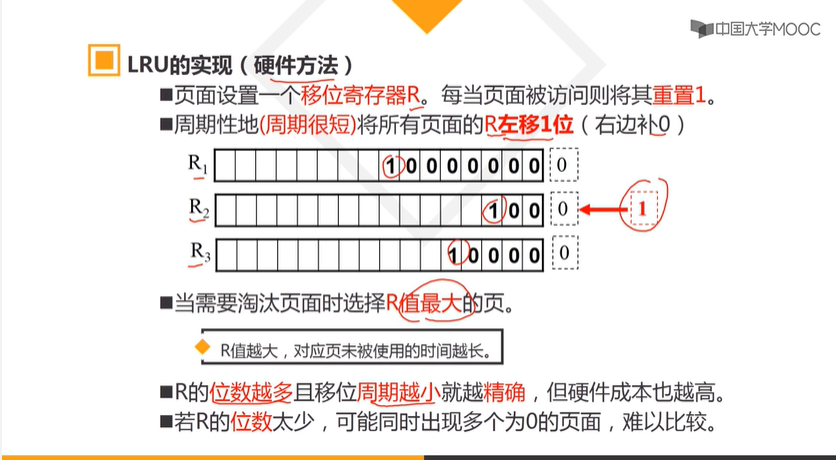 中国大学MOOC
LRU的实现（硬件方法）
■页面设置一个移位寄存器R。每当页面被访问则将其重置1。
■周期性地(周期很短)将所有页面的R左移1位（右边补0）
R1 1 0 0 0 0 0 0 0 0
R2 1 0 0 0 1
R3 1 0 0 0 0 0
■当需要淘汰页面时选择R值最大的页。
R值越大，对应页未被使用的时间越长。
■R的位数越多且移位周期越小就越精确，但硬件成本也越高。
■若R的位数太少，可能同时出现多个为0的页面，难以比较。